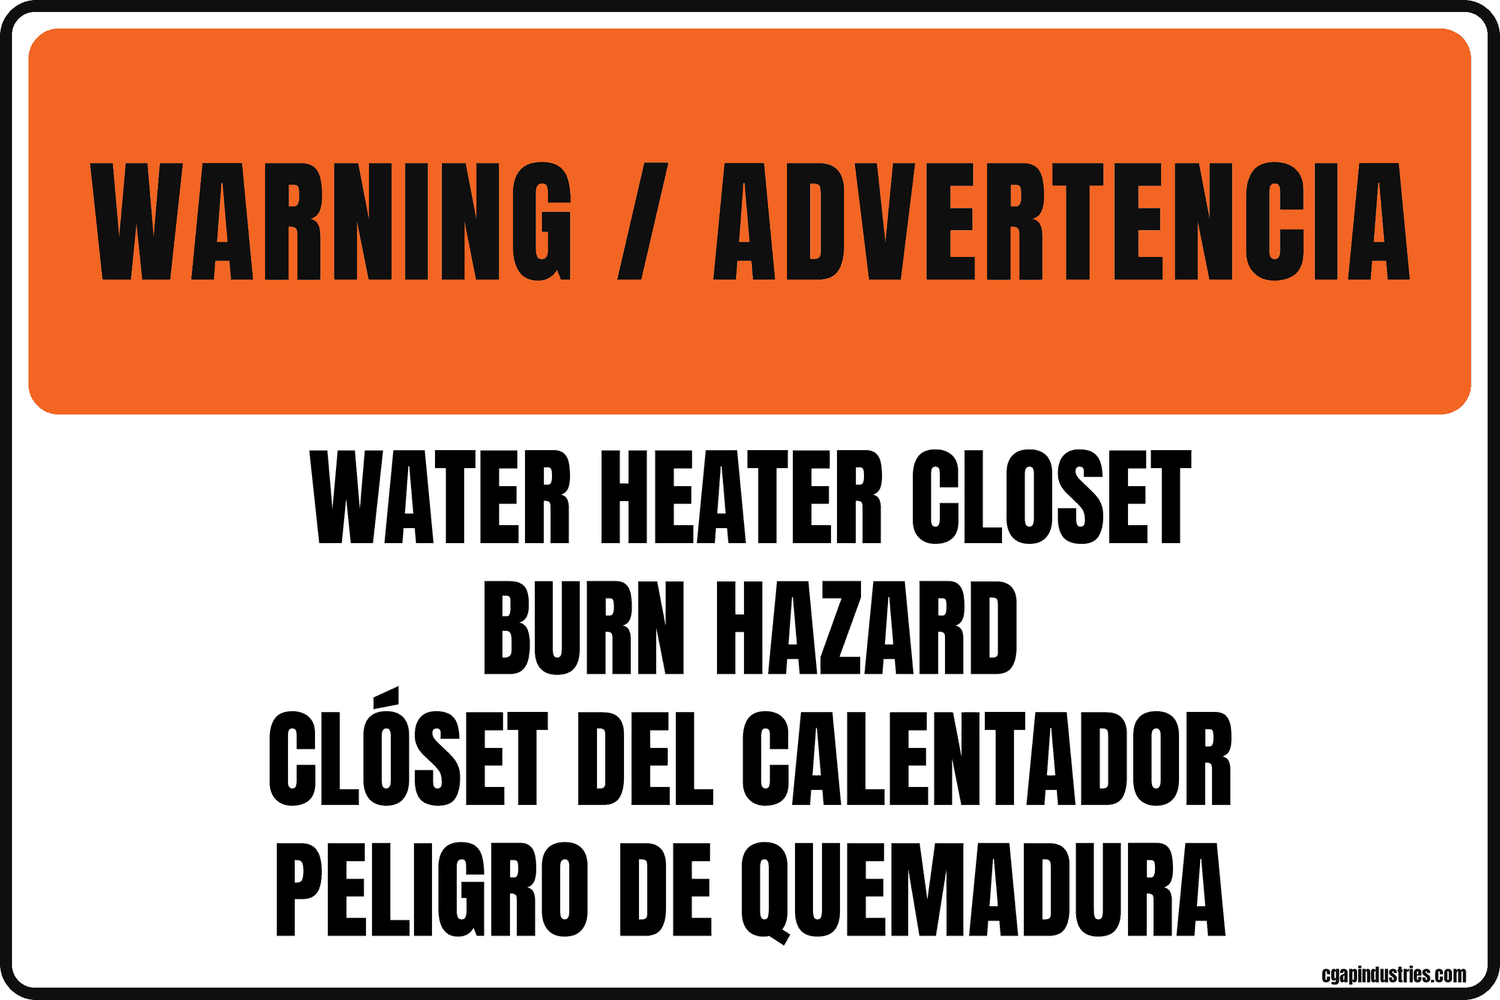 WARNING / ADVERTENCIA
WATER HEATER CLOSET
BURN HAZARD
CLÓSET DEL CALENTADOR
PELIGRO DE QUEMADURA
cgapindustries.com